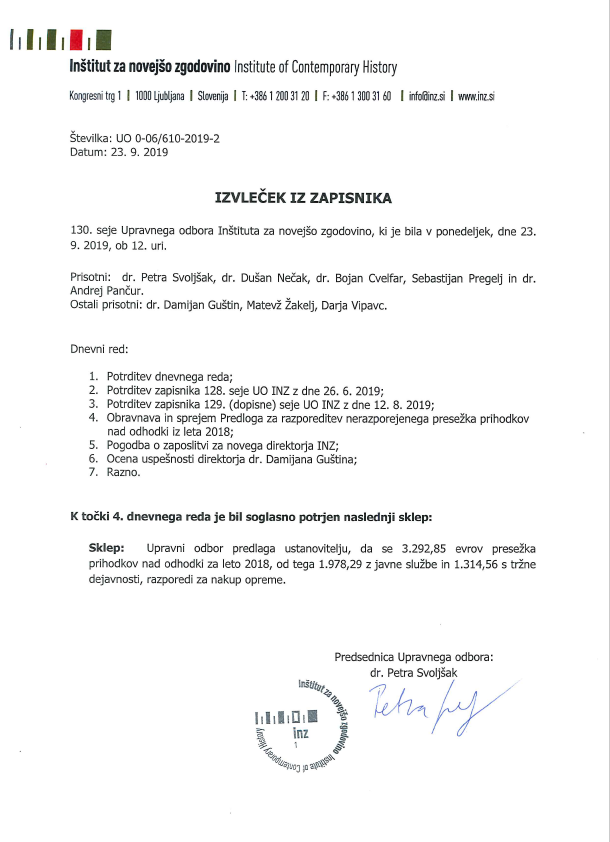 Inštitut za novejšo zgodovino Institute of Contemporary History
Kongresni trg 1 | 1000 Ljubljana | Slovenija | T: +386 1 200 31 20 | F: +386 1 300 31 60 | info@inz.si | www.inz.si
Številka: UO 0-06/610-2019-2
Datum: 23. 9. 2019
IZVLEČEK IZ ZAPISNIKA
130. seje Upravnega odbora Inštituta za novejšo zgodovino, ki je bila v ponedeljek, dne 23.
9. 2019, ob 12. uri.
Prisotni: dr. Petra Svoljšak, dr. Dušan Nečak, dr. Bojan Cvelfar, Sebastijan Pregelj in dr.
Andrej Pančur.
Ostali prisotni: dr. Damijan Guštin, Matevž Žakelj, Darja Vipavc.
Dnevni red:
1. Potrditev dnevnega reda;
2. Potrditev zapisnika 128. seje UO INZ z dne 26. 6. 2019;
3. Potrditev zapisnika 129. (dopisne) seje UO INZ z dne 12. 8. 2019;
4. Obravnava in sprejem Predloga za razporeditev nerazporejenega presežka prihodkov
nad odhodki iz leta 2018;
5. Pogodba o zaposlitvi za novega direktorja INZ;
6. Ocena uspešnosti direktorja dr. Damijana Guština;
7. Razno.
K točki 4. dnevnega reda je bil soglasno potrjen naslednji sklep:
Sklep: Upravni odbor predlaga ustanovitelju, da se 3.292,85 evrov presežka
prihodkov nad odhodki za leto 2018, od tega 1.978,29 z javne službe in 1.314,56 s tržne
dejavnosti, razporedi za nakup opreme.
Predsednica Upravnega odbora:
dr. Petra Svoljšak
Petra
Inštitut za novejšo zgodovino
Institute of Contemporary History
inz
1